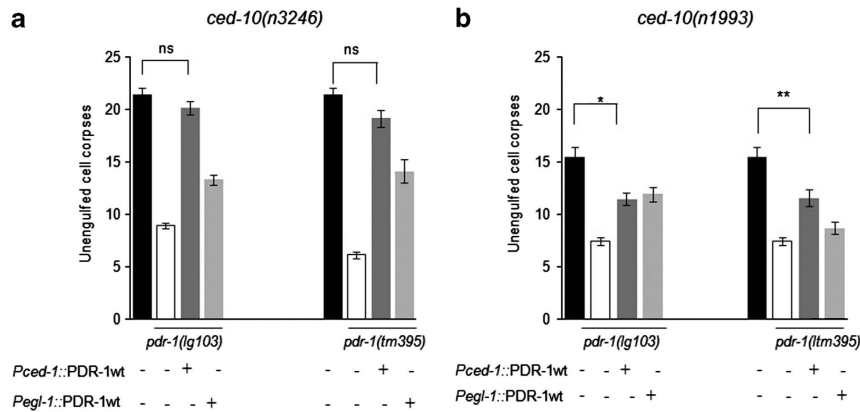 a
ced-10(n3246)
ns
ns
Unengulfed cell corpses
25
20
15
10
5
0
pdr-1(lg103)
pdr-1(tm395)
Pced-1::PDR-1wt - - + - - - + -
Pegl-1::PDR-1wt - - - + - - - +
b
ced-10(n1993)
*
**
Unengulfed cell corpses
25
20
15
10
5
0
pdr-1(lg103)
pdr-1(ltm395)
Pced-1::PDR-1wt - - + - - - + -
Pegl-1::PDR-1wt - - - + - - - +